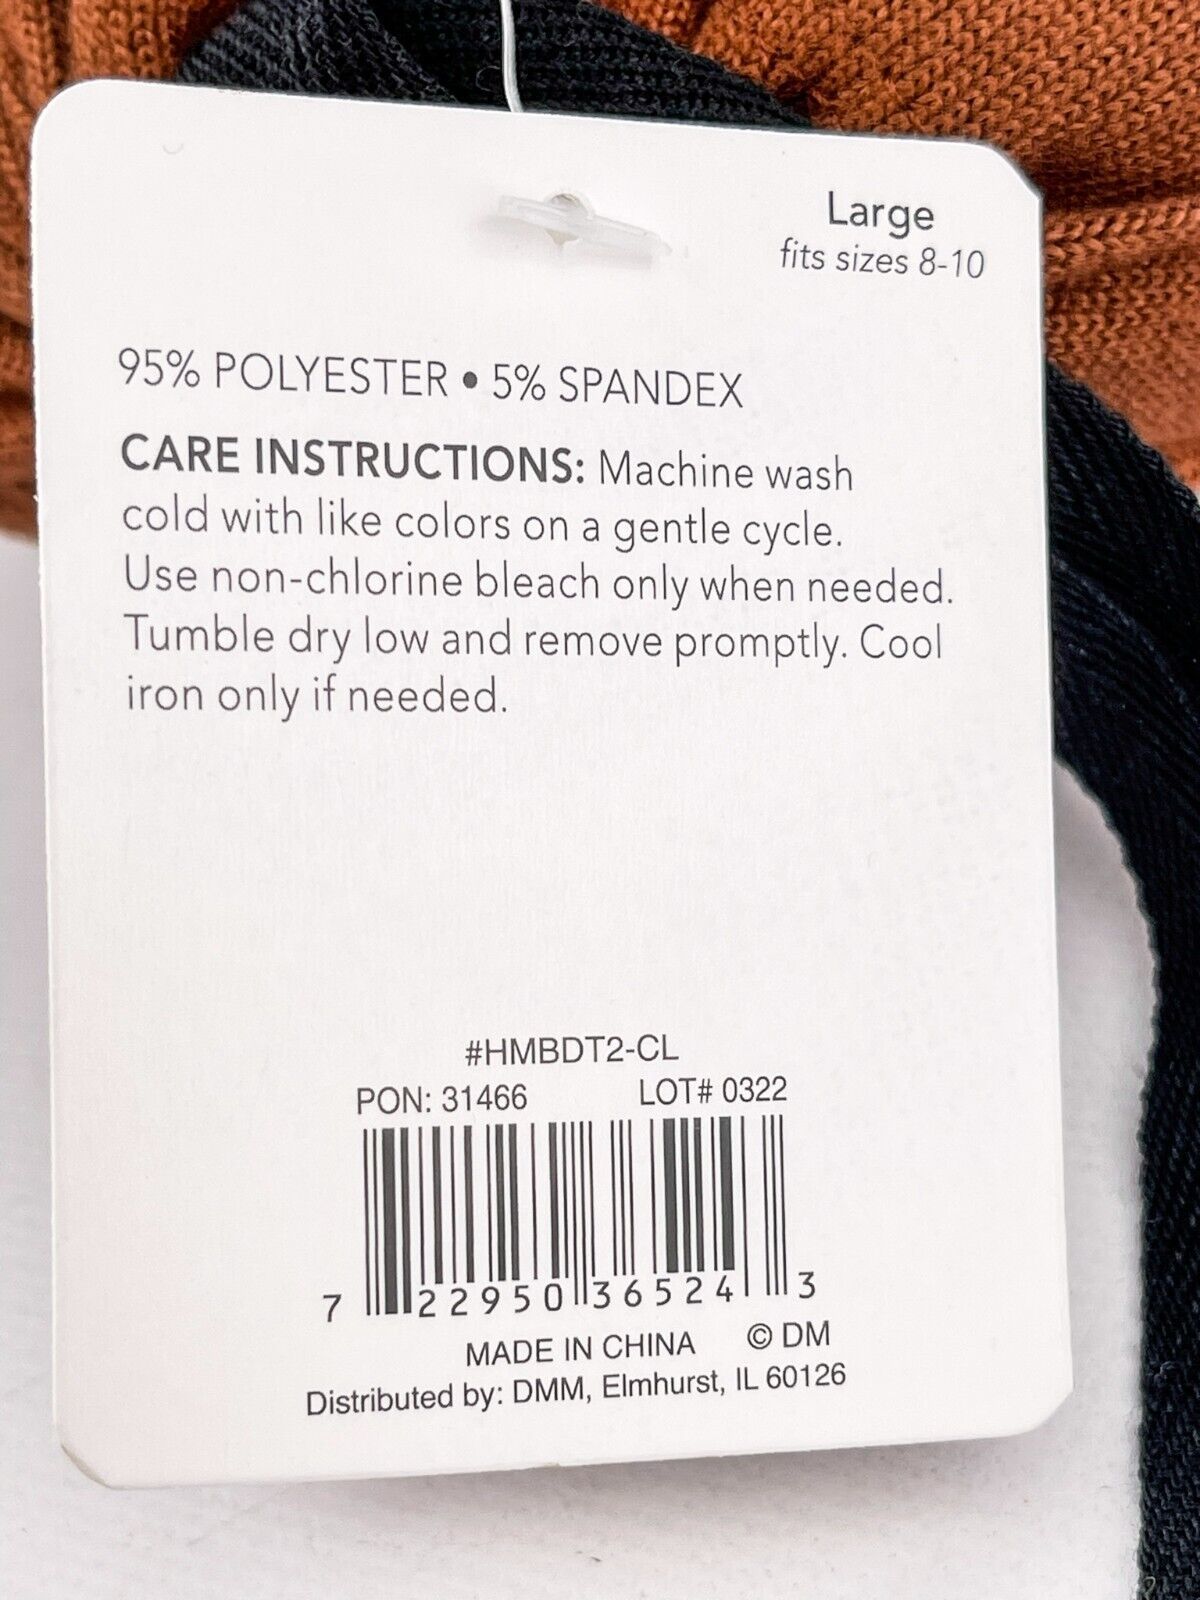 Large
fits sizes 8-10
95% POLYESTER • 5% SPANDEX
CARE INSTRUCTIONS: Machine wash
cold with like colors on a gentle cycle.
Use non-chlorine bleach only when needed.
Tumble dry low and remove promptly. Cool
iron only if needed.
#HMBDT2-CL
PON: 31466 LOT# 0322
7 22950 36524 3
MADE IN CHINA © DM
Distributed by: DMM, Elmhurst, IL 60126